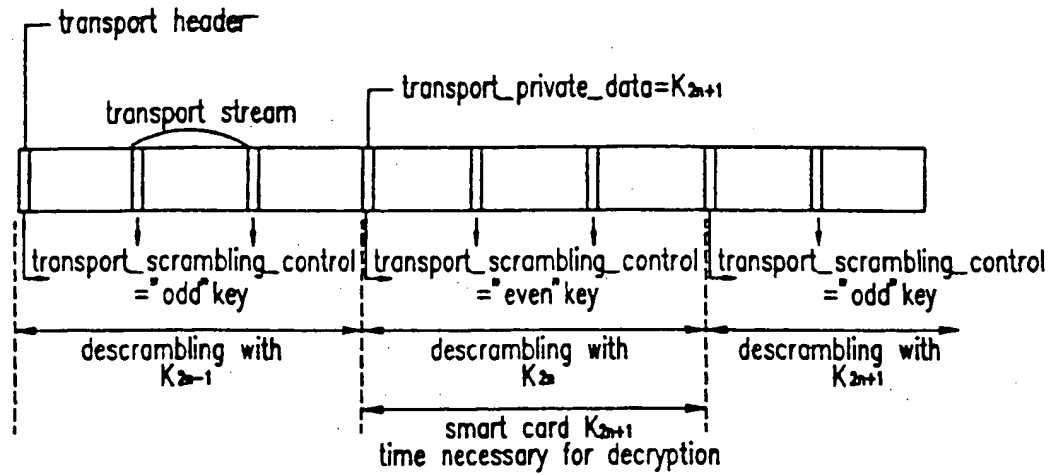 transport header
transport_private_data=K2n+1
transport stream
transport_scrambling_control
="odd"key
transport_scrambling_control
="even"key
transport_scrambling_control
="odd"key
descrambling with
K2n-1
descrambling with
K2n
descrambling with
K2n+1
smart card K2n+1
time necessary for decryption